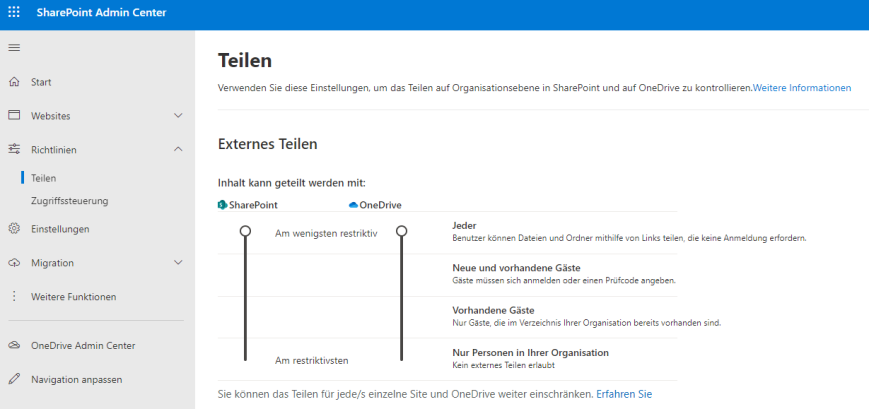 SharePoint Admin Center
Start
Websites
Richtlinien
Teilen
Zugriffssteuerung
Einstellungen
Migration
Weitere Funktionen
OneDrive Admin Center
Navigation anpassen
Teilen
Verwenden Sie diese Einstellungen, um das Teilen auf Organisationsebene in SharePoint und auf OneDrive zu kontrollieren.Weitere Informationen
Externes Teilen
Inhalt kann geteilt werden mit:
SharePoint OneDrive
Am wenigsten restriktiv
Jeder
Benutzer können Dateien und Ordner mithilfe von Links teilen, die keine Anmeldung erfordern.
Neue und vorhandene Gäste
Gäste müssen sich anmelden oder einen Prüfcode angeben.
Vorhandene Gäste
Nur Gäste, die im Verzeichnis Ihrer Organisation bereits vorhanden sind.
Am restriktivsten
Nur Personen in Ihrer Organisation
Kein externes Teilen erlaubt
Sie können das Teilen für jede/s einzelne Site und OneDrive weiter einschränken. Erfahren Sie